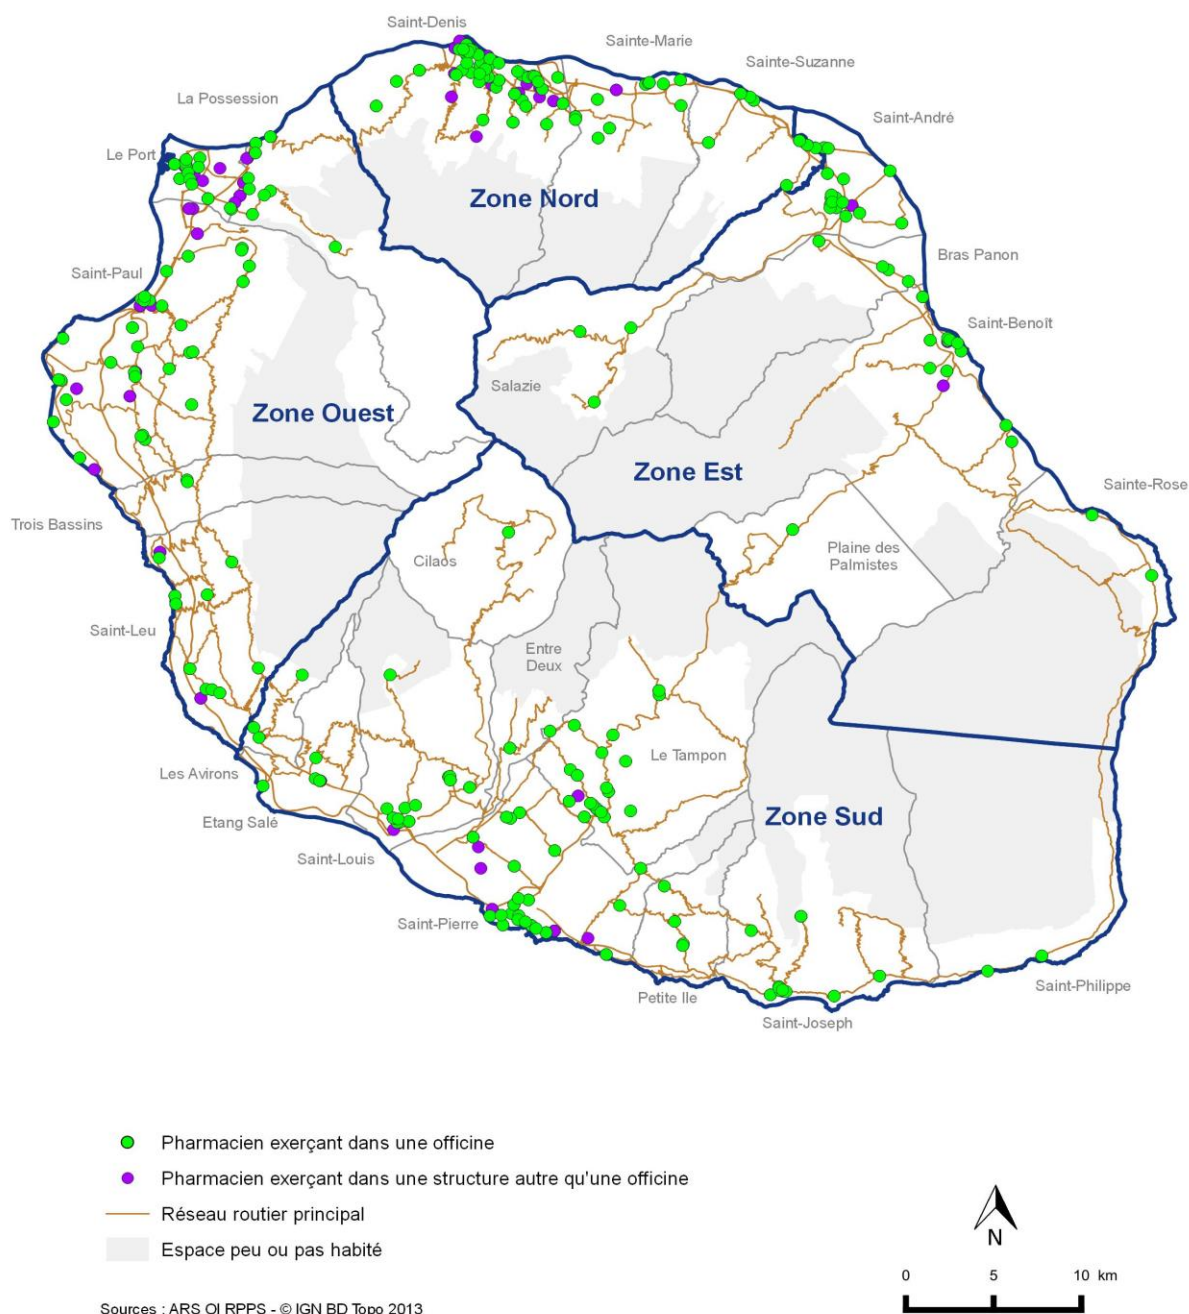 Saint-Denis
Sainte-Marie
Sainte-Suzanne
La Possession
Saint-André
Le Port
Zone Nord
Bras Panon
Saint-Paul
Saint-Benoît
Salazie
Zone Ouest
Zone Est
Sainte-Rose
Trois Bassins
Cilaos
Plaine des
Palmistes
Saint-Leu
Entre
Deux
Le Tampon
Les Avirons
Zone Sud
Etang Salé
Saint-Louis
Saint-Pierre
Petite Ile
Saint-Philippe
Saint-Joseph
Pharmacien exerçant dans une officine
Pharmacien exerçant dans une structure autre qu'une officine
Réseau routier principal
Espace peu ou pas habité
N
0 5 10 km
Sources : ARS OI RPPS - © IGN BD Topo 2013